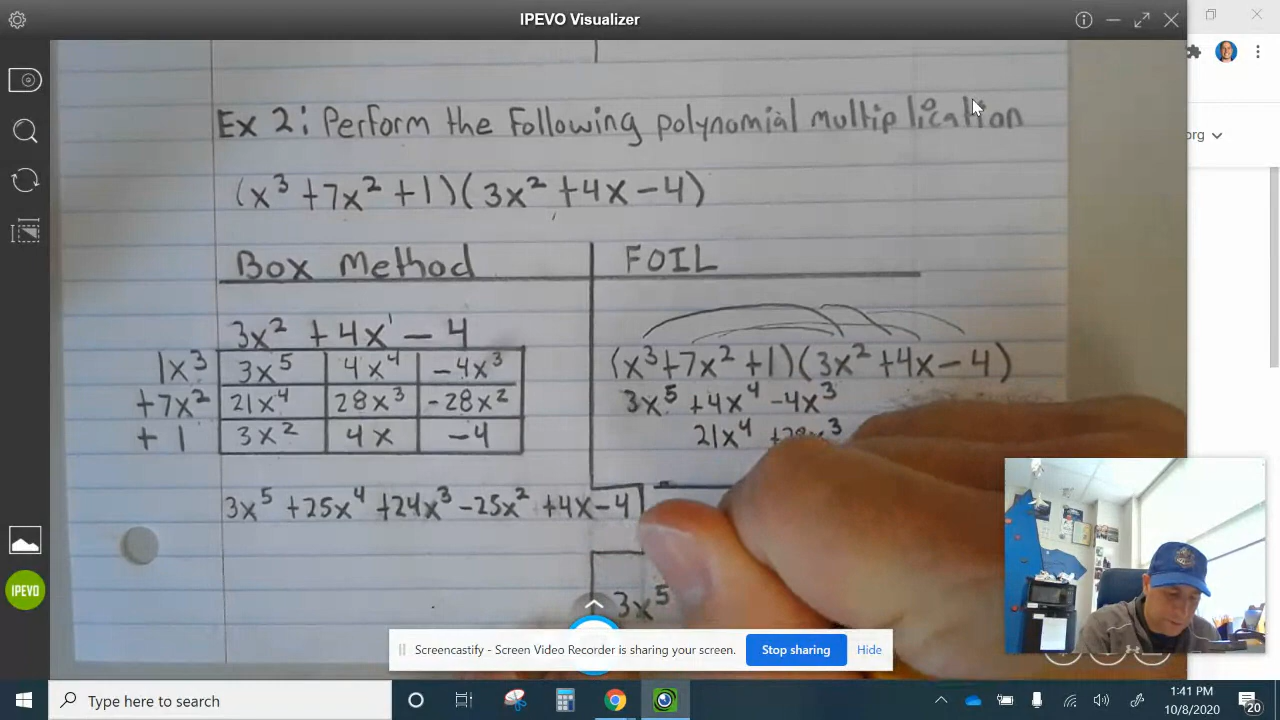 IPEVO Visualizer
org
Ex 2: Perform the Following polynomial multiplication
(x³ +7x² +1)(3x² +4x -4)
Box Method
FOIL
3x² +4x¹ - 4
1x³ 3x⁵ 4x⁴ -4x³
+7x² 21x⁴ 28x³ -28x²
+ 1 3x² 4x -4
3x⁵ +25x⁴ +24x³ -25x² +4x -4
(x³+7x² +1)(3x² +4x -4)
3x⁵ +4x⁴ -4x³
21x⁴ +28x³
3x⁵
IPEVO
Screencastify - Screen Video Recorder is sharing your screen.
Stop sharing
Hide
Type here to search
1:41 PM
10/8/2020
20